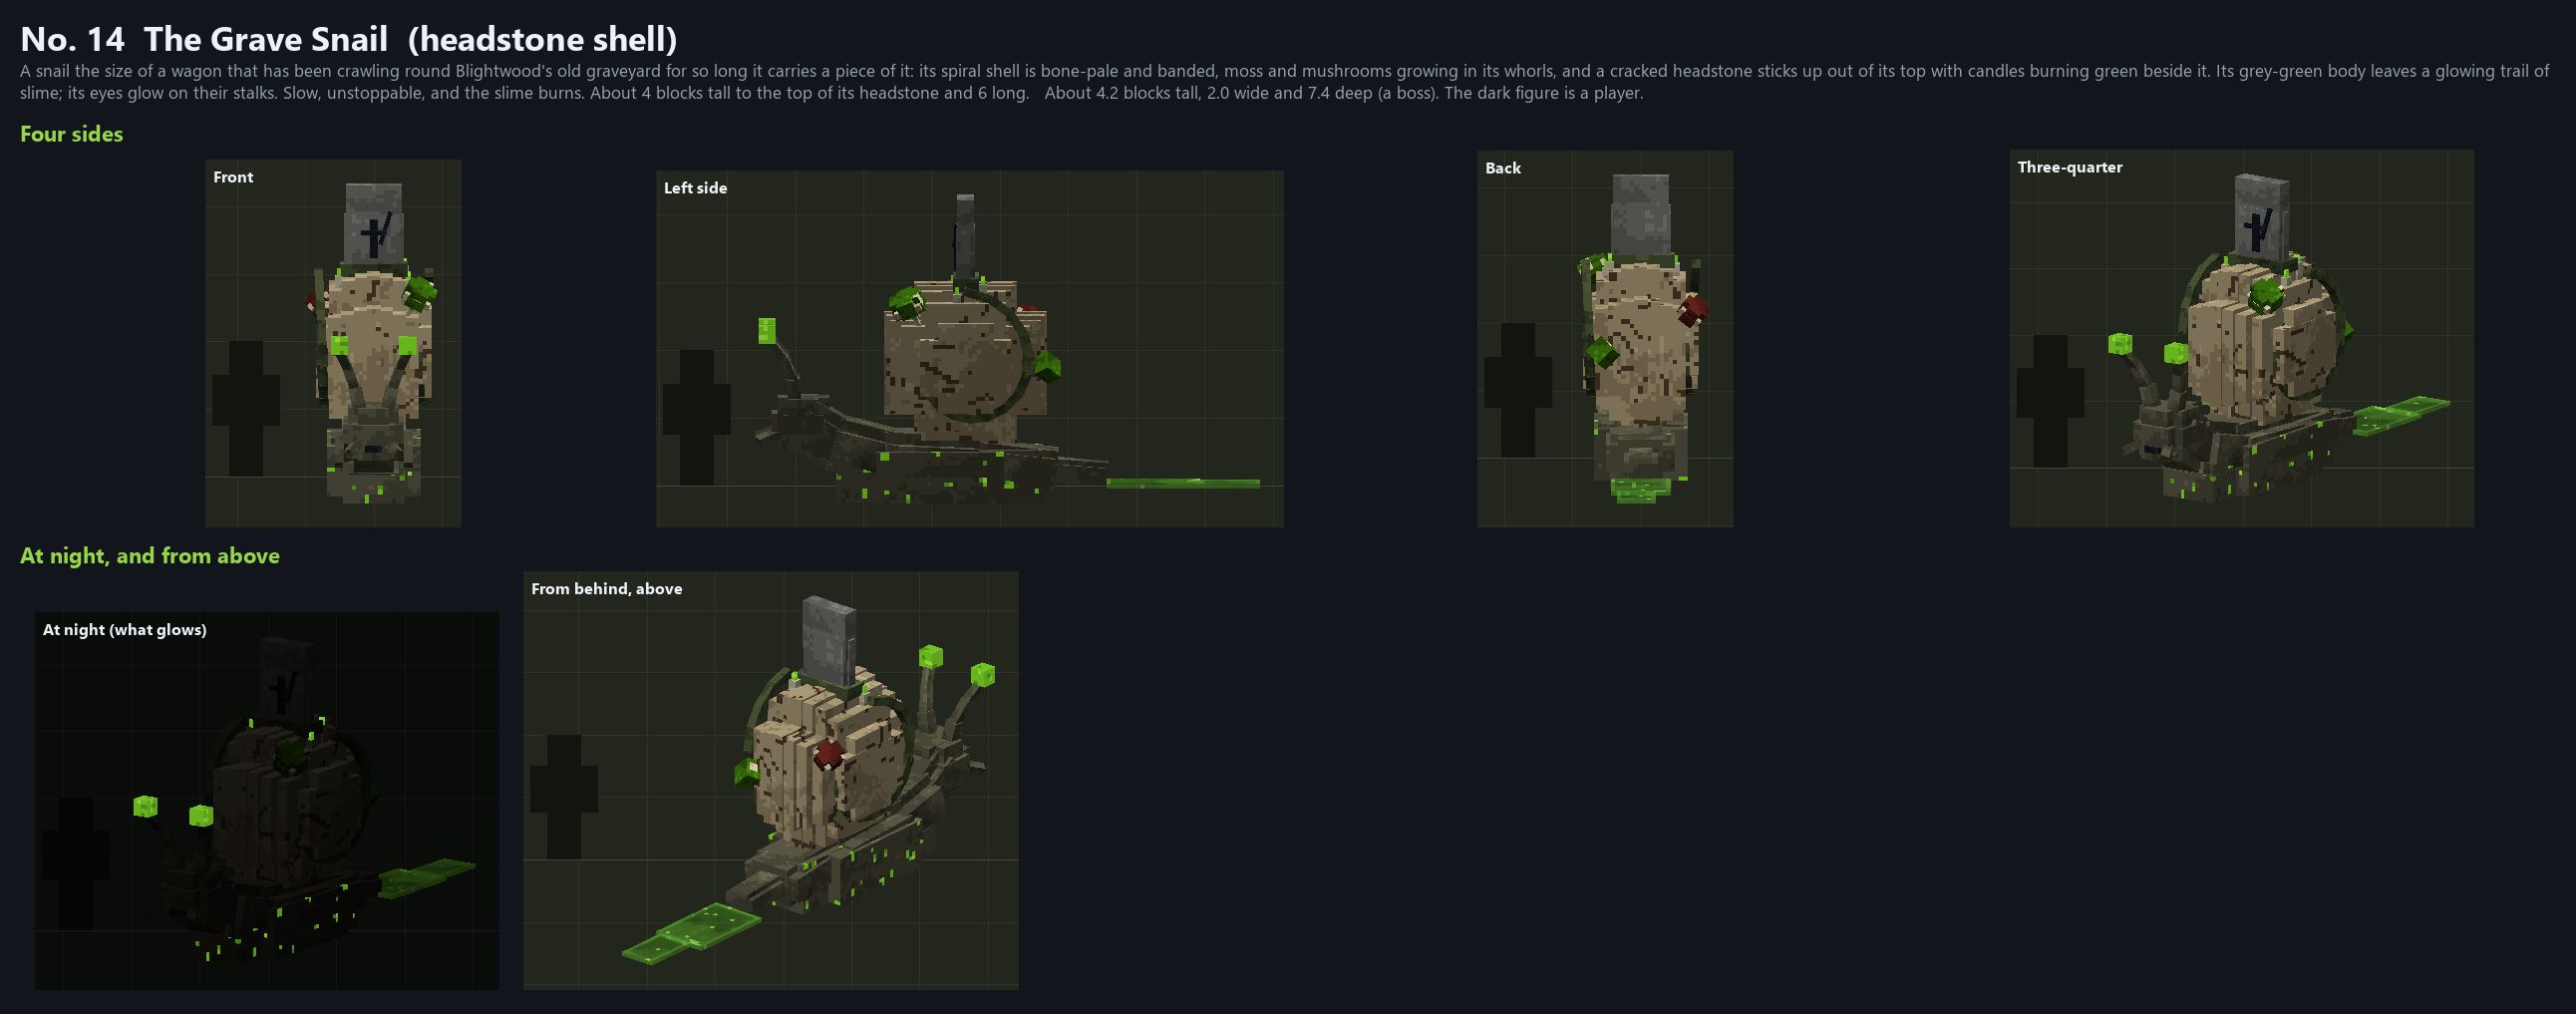 No. 14 The Grave Snail (headstone shell)
A snail the size of a wagon that has been crawling round Blightwood's old graveyard for so long it carries a piece of it: its spiral shell is bone-pale and banded, moss and mushrooms growing in its whorls, and a cracked headstone sticks up out of its top with candles burning green beside it. Its grey-green body leaves a glowing trail of
slime; its eyes glow on their stalks. Slow, unstoppable, and the slime burns. About 4 blocks tall to the top of its headstone and 6 long. About 4.2 blocks tall, 2.0 wide and 7.4 deep (a boss). The dark figure is a player.
Four sides
Front
Left side
Back
Three-quarter
At night, and from above
At night (what glows)
From behind, above